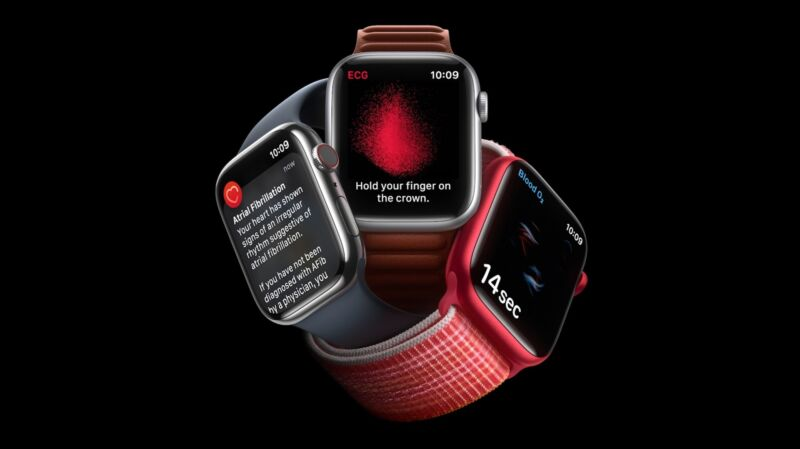 ECG 10:09
Hold your finger on
the crown.
10:09
now
Atrial Fibrillation
Your heart has shown
signs of an irregular
rhythm suggestive of
atrial fibrillation.
If you have not been
diagnosed with AFib
by a physician, you
Blood O₂
10:09
14 sec